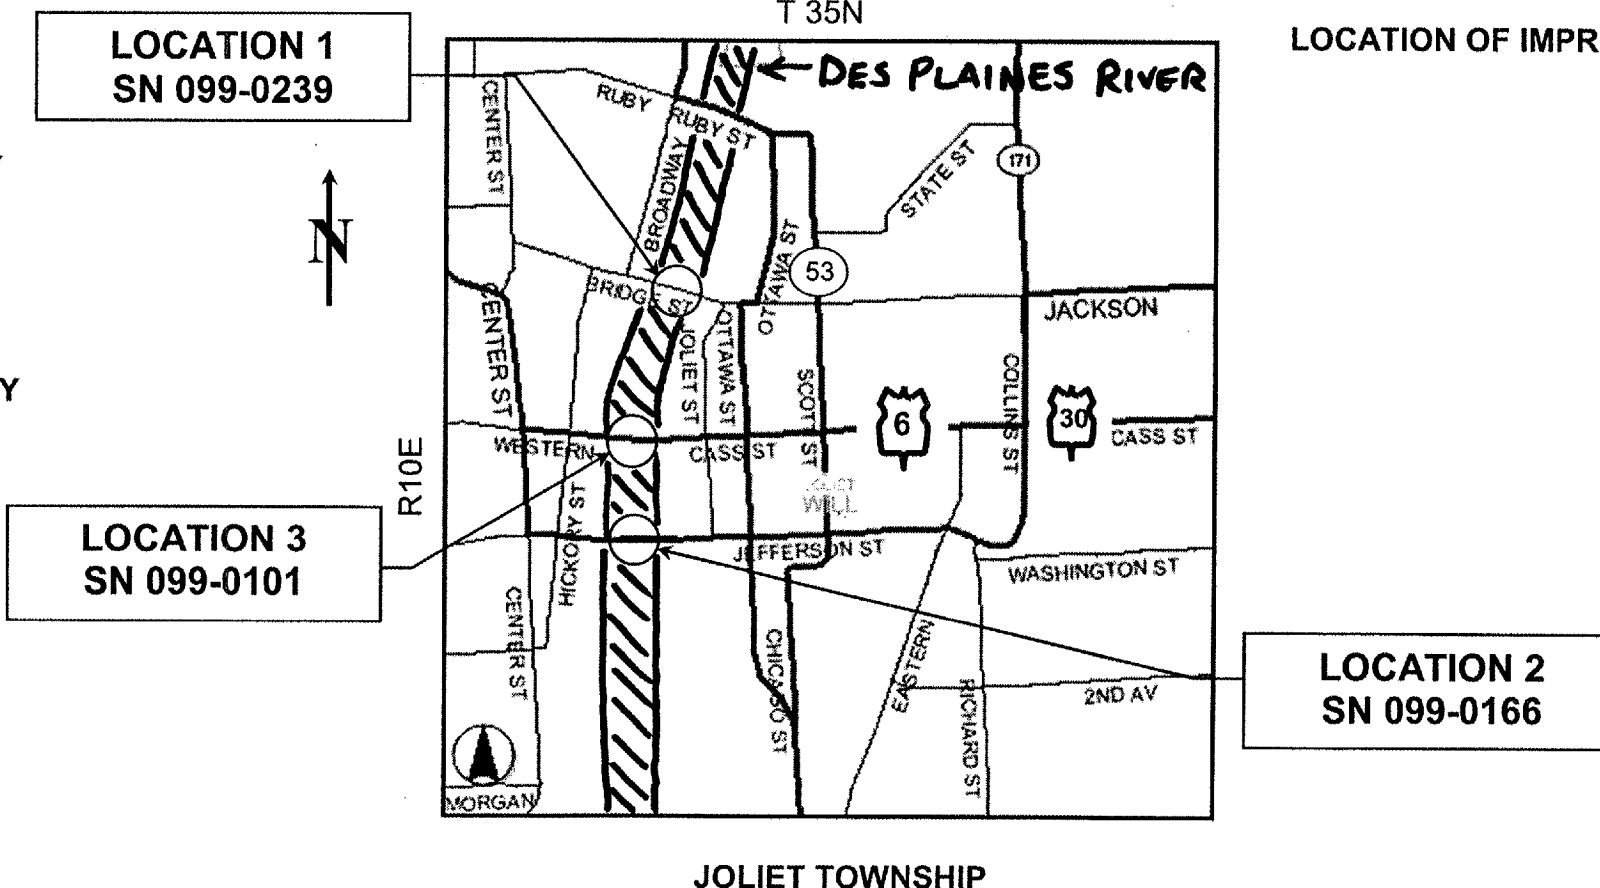 T 35N
LOCATION OF IMPR
LOCATION 1
SN 099-0239
DES PLAINES RIVER
RUBY
RUBY ST
CENTER ST
BROADWAY
STATE ST
171
N
OTTAWA ST
53
BRIDGE ST
JACKSON
CENTER ST
JOLIET ST
OTTAWA ST
SCOTT ST
COLLINS ST
Y
6
30
WESTERN
CASS ST
CASS ST
R10E
WILL
HICKORY ST
JEFFERSON ST
LOCATION 3
SN 099-0101
WASHINGTON ST
CENTER ST
CHICAGO ST
EASTERN
RICHARD ST
2ND AV
LOCATION 2
SN 099-0166
MORGAN
JOLIET TOWNSHIP